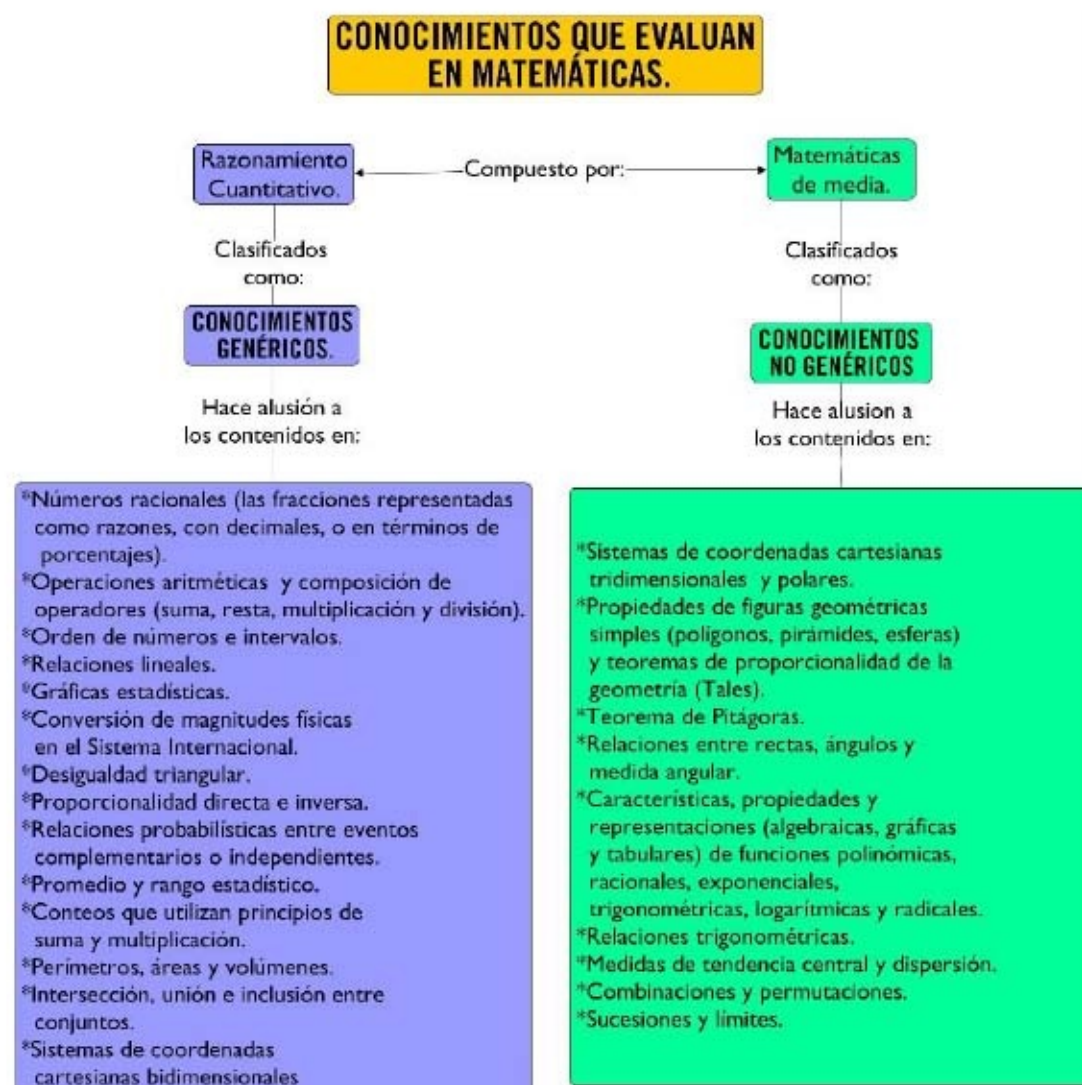 CONOCIMIENTOS QUE EVALUAN
EN MATEMÁTICAS.
Razonamiento
Cuantitativo.
Compuesto por:
Matemáticas
de media.
Clasificados
como:
CONOCIMIENTOS
GENÉRICOS.
Hace alusión a
los contenidos en:
*Números racionales (las fracciones representadas
como razones, con decimales, o en términos de
porcentajes).
*Operaciones aritméticas y composición de
operadores (suma, resta, multiplicación y división).
*Orden de números e intervalos.
*Relaciones lineales.
*Gráficas estadísticas.
*Conversión de magnitudes físicas
en el Sistema Internacional.
*Desigualdad triangular.
*Proporcionalidad directa e inversa.
*Relaciones probabilísticas entre eventos
complementarios o independientes.
*Promedio y rango estadístico.
*Conteos que utilizan principios de
suma y multiplicación.
*Perímetros, áreas y volúmenes.
*Intersección, unión e inclusión entre
conjuntos.
*Sistemas de coordenadas
cartesianas bidimensionales
Clasificados
como:
CONOCIMIENTOS
NO GENÉRICOS
Hace alusion a
los contenidos en:
*Sistemas de coordenadas cartesianas
tridimensionales y polares.
*Propiedades de figuras geométricas
simples (polígonos, pirámides, esferas)
y teoremas de proporcionalidad de la
geometría (Tales).
*Teorema de Pitágoras.
*Relaciones entre rectas, ángulos y
medida angular.
*Características, propiedades y
representaciones (algebraicas, gráficas
y tabulares) de funciones polinómicas,
racionales, exponenciales,
trigonométricas, logarítmicas y radicales.
*Relaciones trigonométricas.
*Medidas de tendencia central y dispersión.
*Combinaciones y permutaciones.
*Sucesiones y límites.